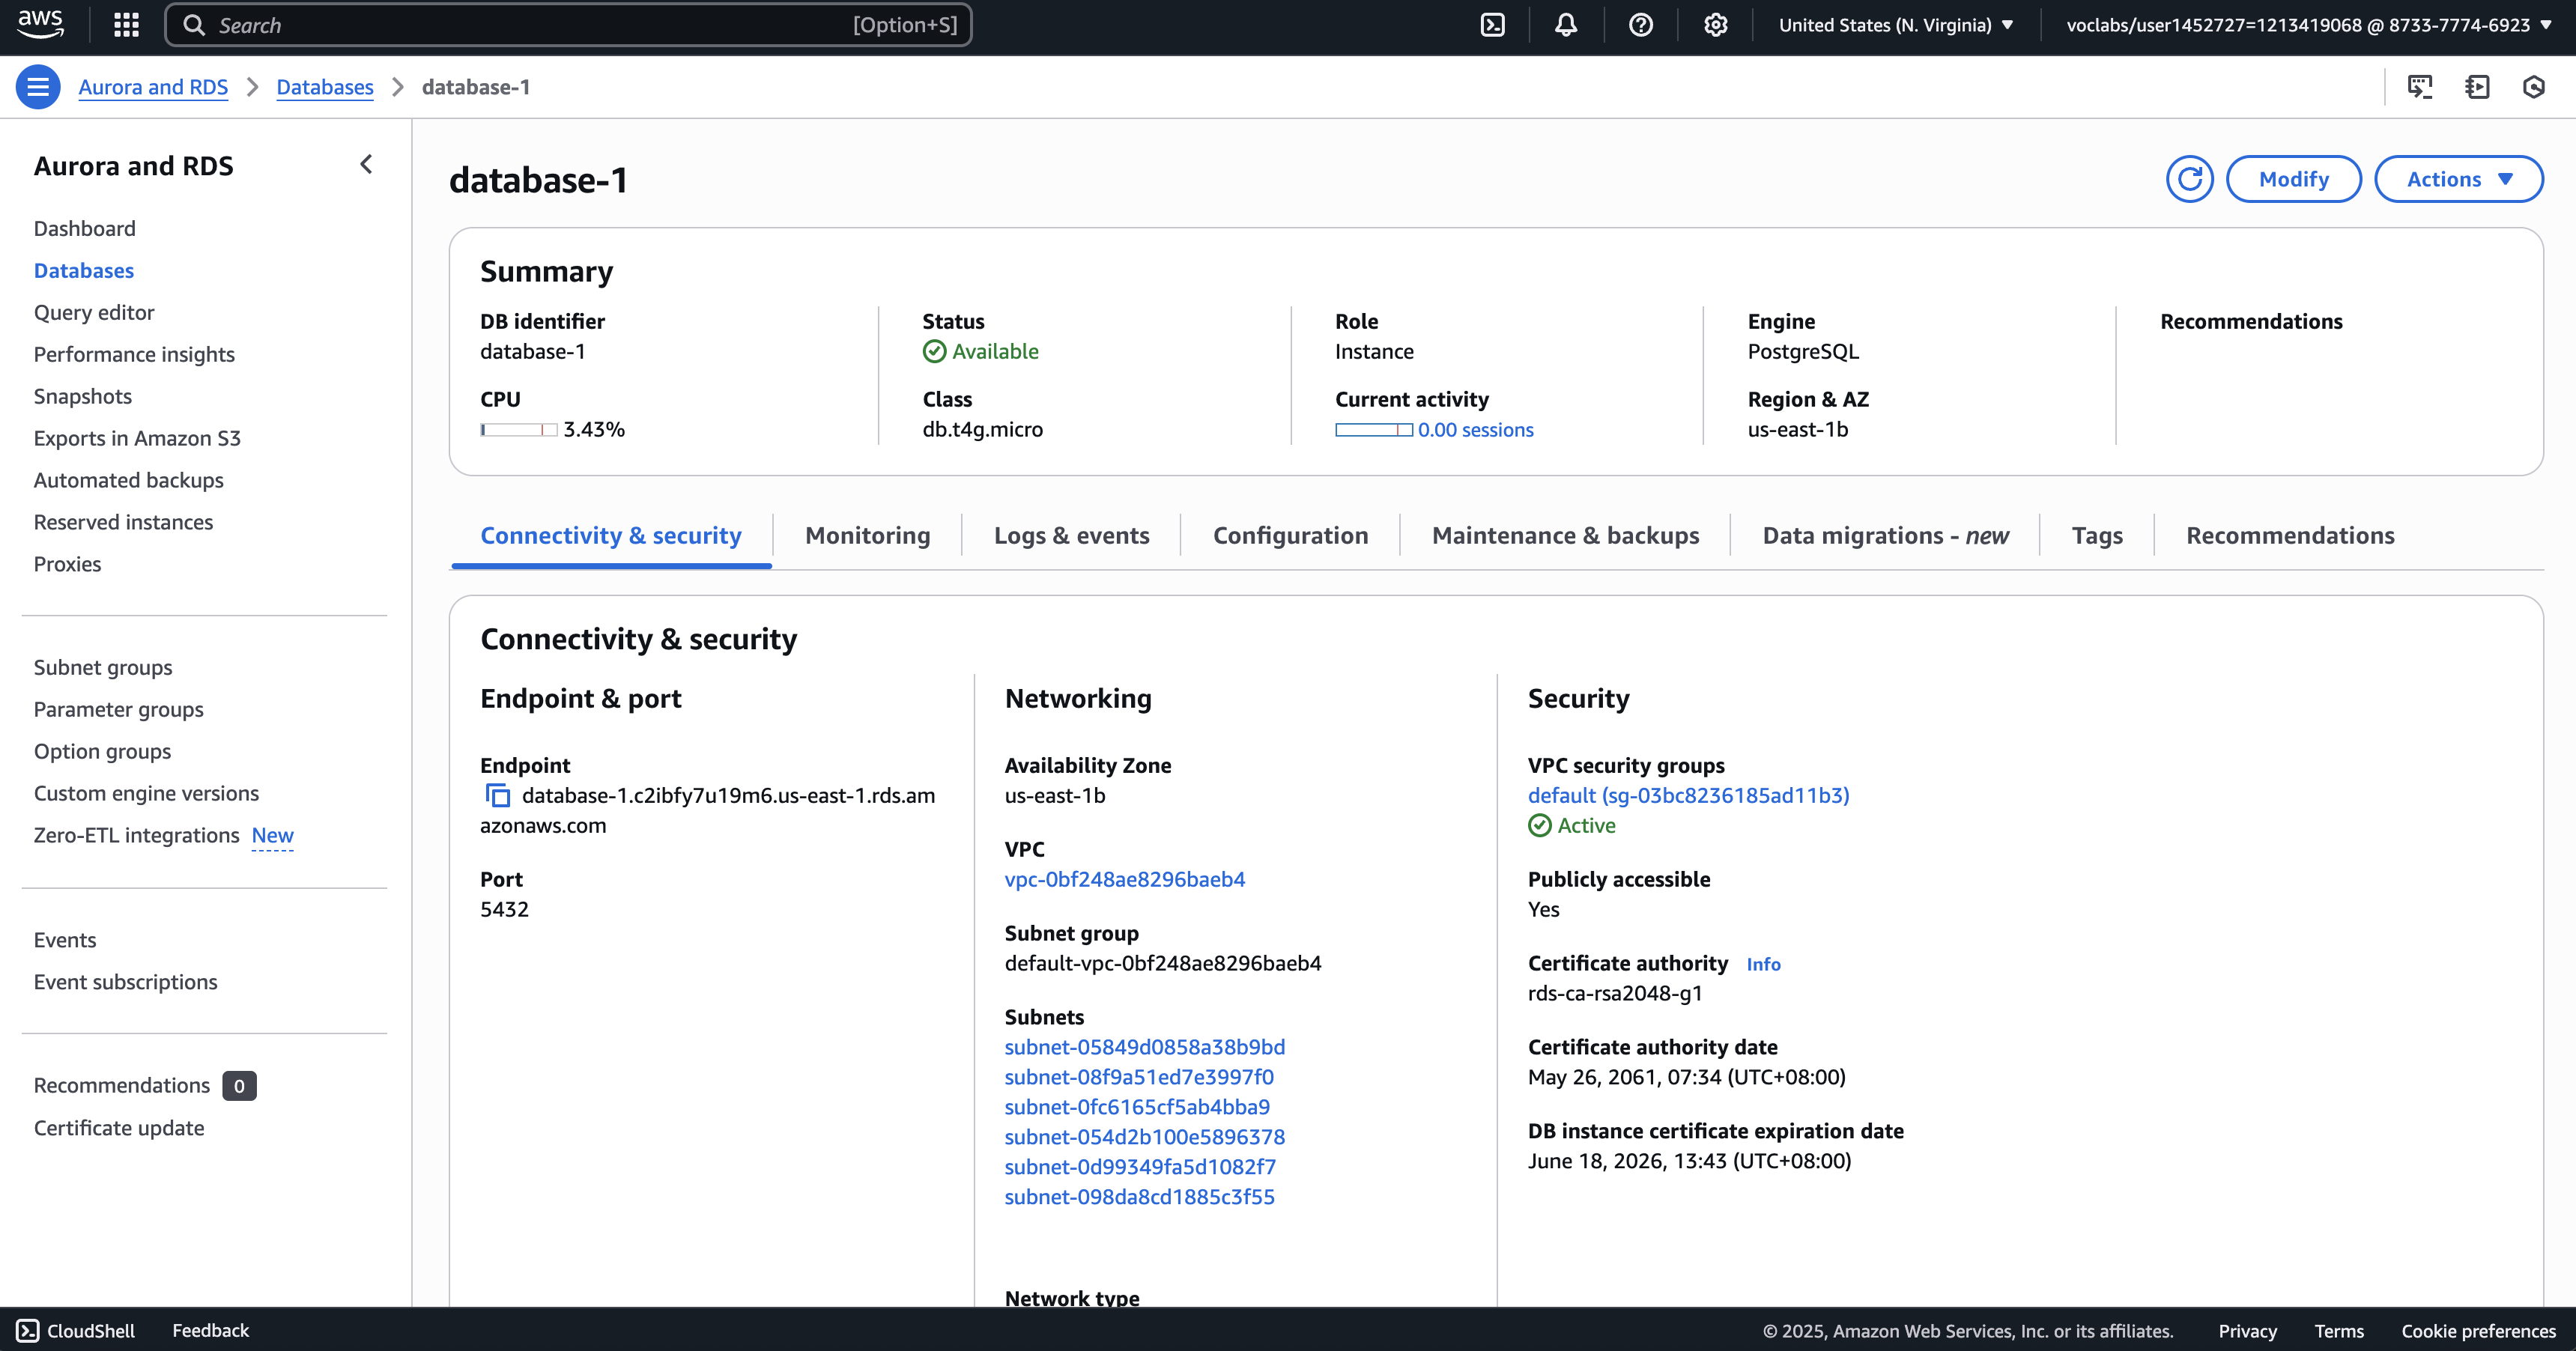 aws
Search [Option+S]
United States (N. Virginia)
voclabs/user1452727=1213419068 @ 8733-7774-6923
Aurora and RDS
Databases
database-1
Aurora and RDS
Dashboard
Databases
Query editor
Performance insights
Snapshots
Exports in Amazon S3
Automated backups
Reserved instances
Proxies
Subnet groups
Parameter groups
Option groups
Custom engine versions
Zero-ETL integrations New
Events
Event subscriptions
Recommendations 0
Certificate update
database-1
Modify
Actions
Summary
DB identifier
database-1
CPU
3.43%
Status
Available
Class
db.t4g.micro
Role
Instance
Current activity
0.00 sessions
Engine
PostgreSQL
Region & AZ
us-east-1b
Recommendations
Connectivity & security
Monitoring
Logs & events
Configuration
Maintenance & backups
Data migrations - new
Tags
Recommendations
Connectivity & security
Endpoint & port
Endpoint
database-1.c2ibfy7u19m6.us-east-1.rds.am
azonaws.com
Port
5432
Networking
Availability Zone
us-east-1b
VPC
vpc-0bf248ae8296baeb4
Subnet group
default-vpc-0bf248ae8296baeb4
Subnets
subnet-05849d0858a38b9bd
subnet-08f9a51ed7e3997f0
subnet-0fc6165cf5ab4bba9
subnet-054d2b100e5896378
subnet-0d99349fa5d1082f7
subnet-098da8cd1885c3f55
Network type
Security
VPC security groups
default (sg-03bc8236185ad11b3)
Active
Publicly accessible
Yes
Certificate authority Info
rds-ca-rsa2048-g1
Certificate authority date
May 26, 2061, 07:34 (UTC+08:00)
DB instance certificate expiration date
June 18, 2026, 13:43 (UTC+08:00)
CloudShell
Feedback
© 2025, Amazon Web Services, Inc. or its affiliates.
Privacy
Terms
Cookie preferences